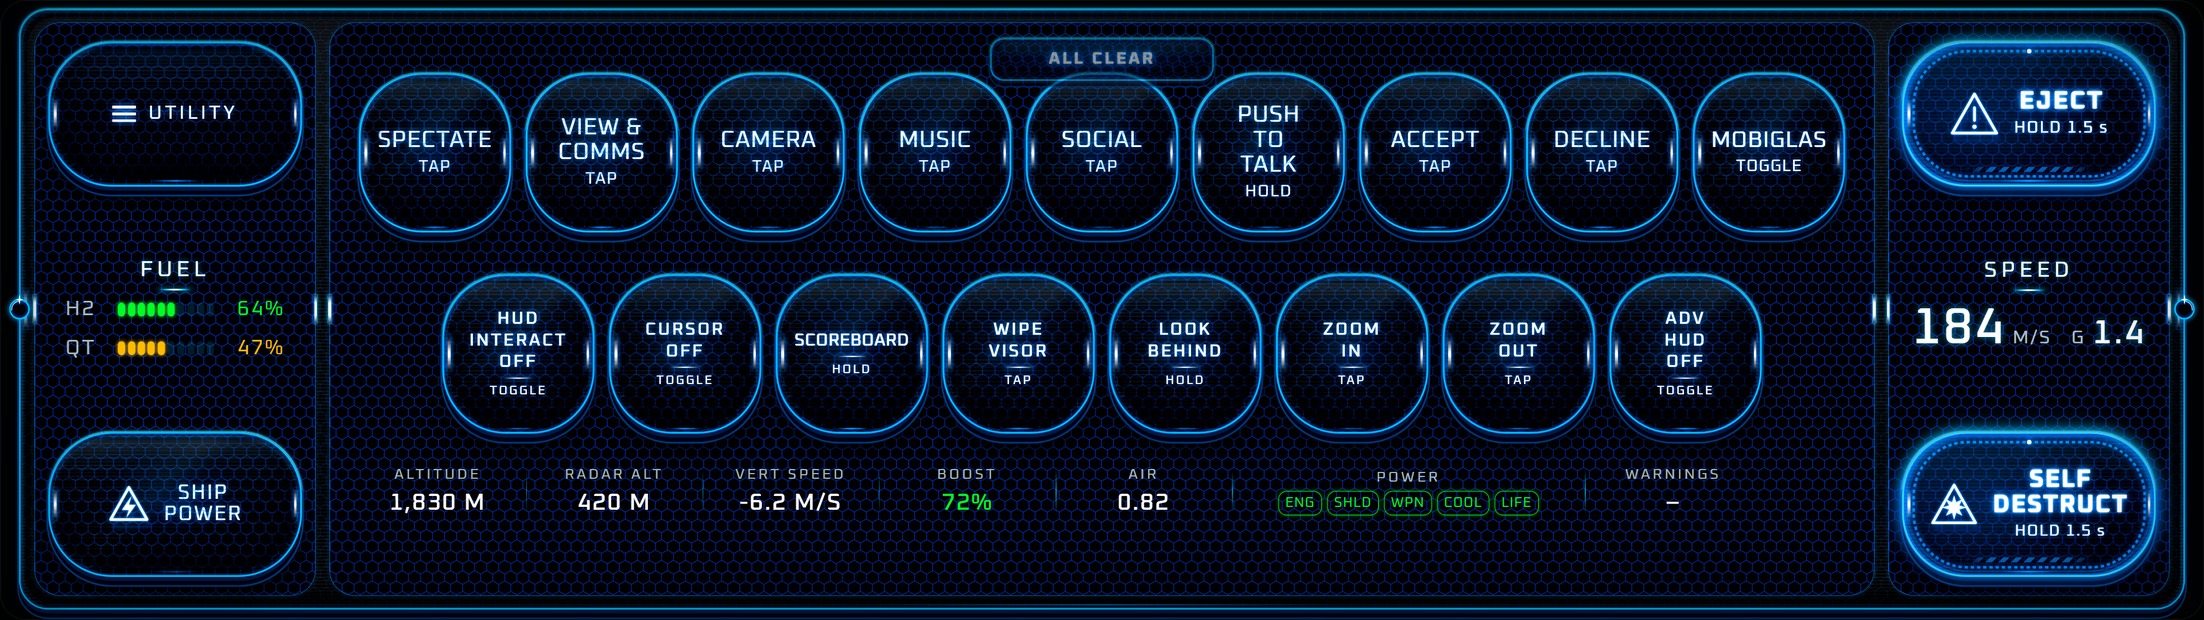 ALL CLEAR
UTILITY
SPECTATE
TAP
VIEW &
COMMS
TAP
CAMERA
TAP
MUSIC
TAP
SOCIAL
TAP
PUSH
TO
TALK
HOLD
ACCEPT
TAP
DECLINE
TAP
MOBIGLAS
TOGGLE
EJECT
HOLD 1.5 s
FUEL
H2 64%
QT 47%
HUD
INTERACT
OFF
TOGGLE
CURSOR
OFF
TOGGLE
SCOREBOARD
HOLD
WIPE
VISOR
TAP
LOOK
BEHIND
HOLD
ZOOM
IN
TAP
ZOOM
OUT
TAP
ADV
HUD
OFF
TOGGLE
SPEED
184 M/S G 1.4
SHIP
POWER
ALTITUDE
1,830 M
RADAR ALT
420 M
VERT SPEED
-6.2 M/S
BOOST
72%
AIR
0.82
POWER
ENG SHLD WPN COOL LIFE
WARNINGS
–
SELF
DESTRUCT
HOLD 1.5 s